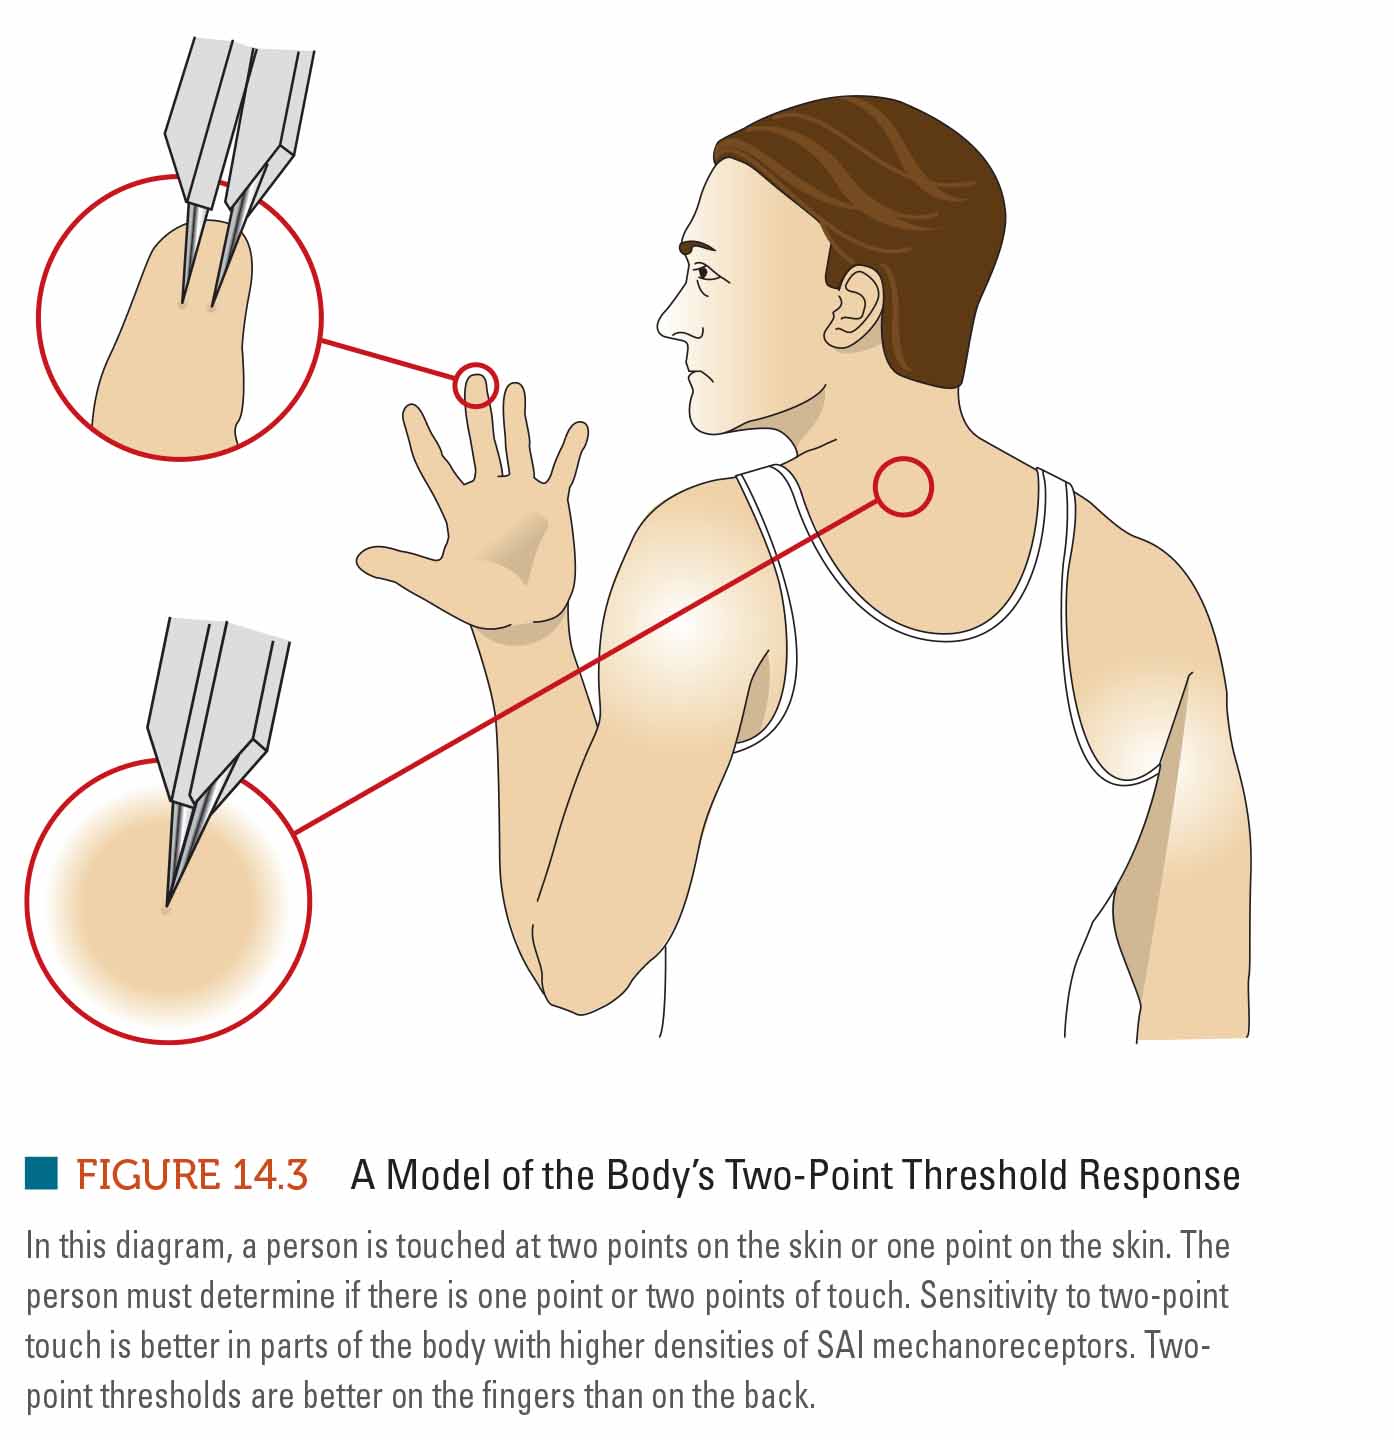 FIGURE 14.3 A Model of the Body's Two-Point Threshold Response
In this diagram, a person is touched at two points on the skin or one point on the skin. The
person must determine if there is one point or two points of touch. Sensitivity to two-point
touch is better in parts of the body with higher densities of SAI mechanoreceptors. Two-
point thresholds are better on the fingers than on the back.